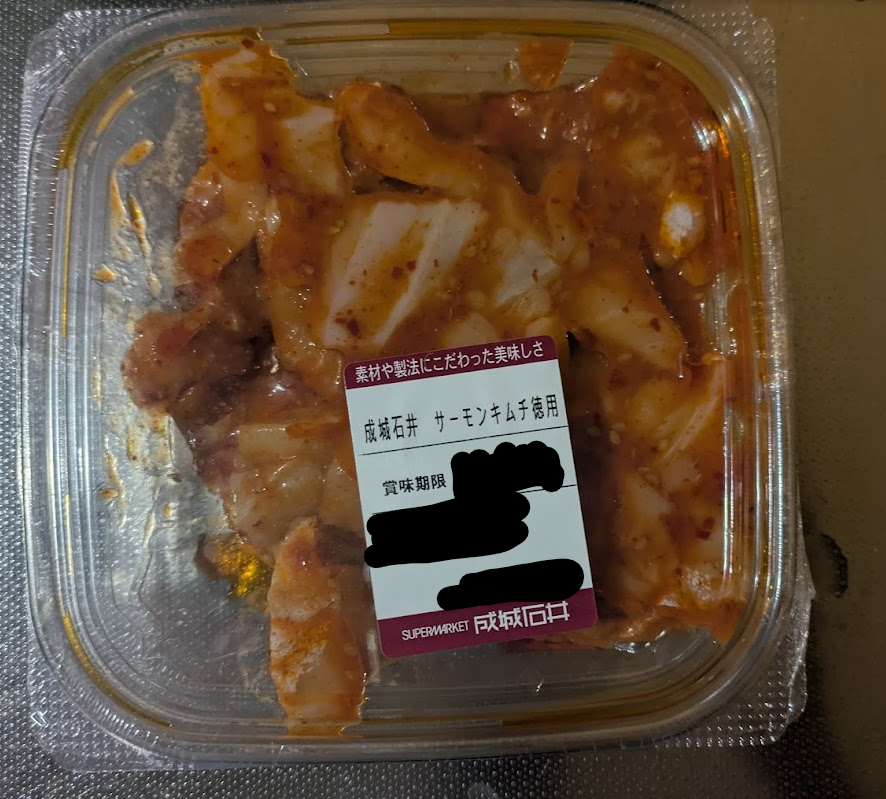 素材や製法にこだわった美味しさ
成城石井 サーモンキムチ徳用
賞味期限
SUPERMARKET 成城石井